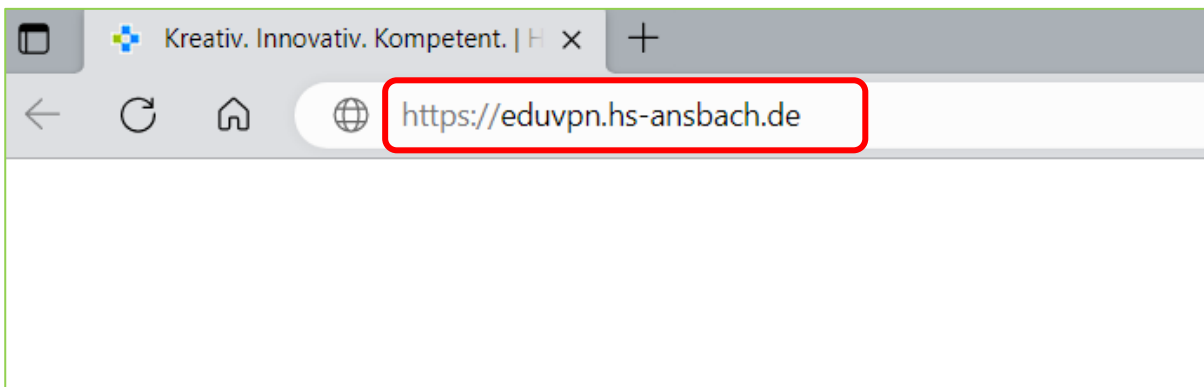 Kreativ. Innovativ. Kompetent. | H
https://eduvpn.hs-ansbach.de